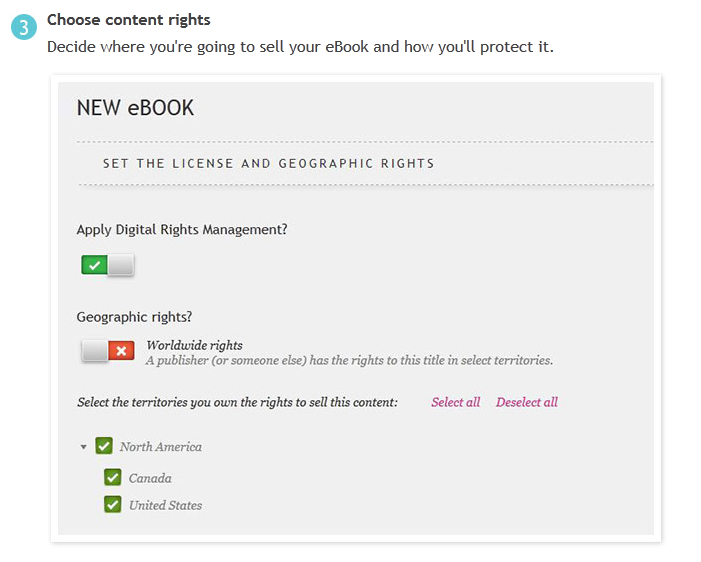 3
Choose content rights
Decide where you're going to sell your eBook and how you'll protect it.
NEW eBOOK
SET THE LICENSE AND GEOGRAPHIC RIGHTS
Apply Digital Rights Management?
Geographic rights?
Worldwide rights
A publisher (or someone else) has the rights to this title in select territories.
Select the territories you own the rights to sell this content: Select all Deselect all
North America
Canada
United States